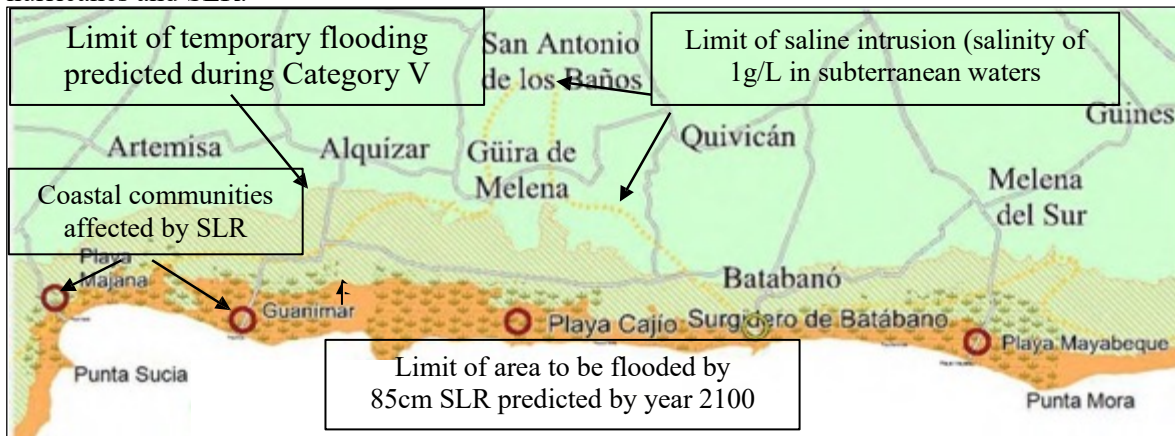 Limit of temporary flooding
predicted during Category V
San Antonio
de los Baños
Limit of saline intrusion (salinity of
1g/L in subterranean waters
Güines
Artemisa
Alquízar
Güira de
Melena
Quivicán
Melena
del Sur
Coastal communities
affected by SLR
Playa
Majana
Guanimar
Batabanó
Playa Cajío
Surgidero de Batábano
Playa Mayabeque
Punta Sucia
Limit of area to be flooded by
85cm SLR predicted by year 2100
Punta Mora